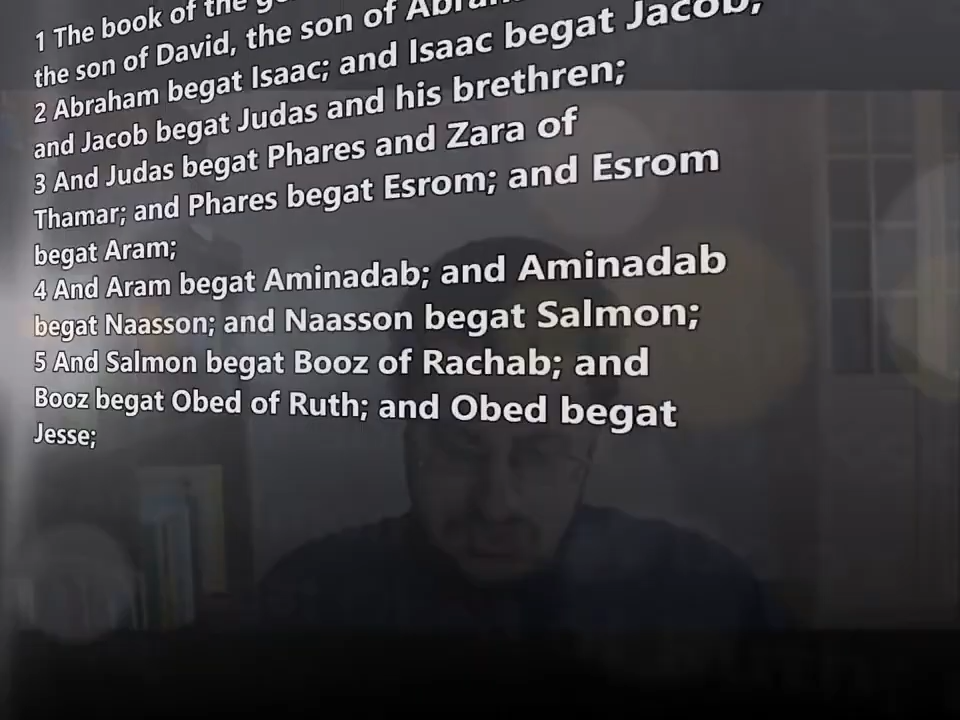 1 The book of the
the son of David, the son of
2 Abraham begat Isaac; and Isaac begat Jacob;
and Jacob begat Judas and his brethren;
3 And Judas begat Phares and Zara of
Thamar; and Phares begat Esrom; and Esrom
begat Aram;
4 And Aram begat Aminadab; and Aminadab
begat Naasson; and Naasson begat Salmon;
5 And Salmon begat Booz of Rachab; and
Booz begat Obed of Ruth; and Obed begat
Jesse;